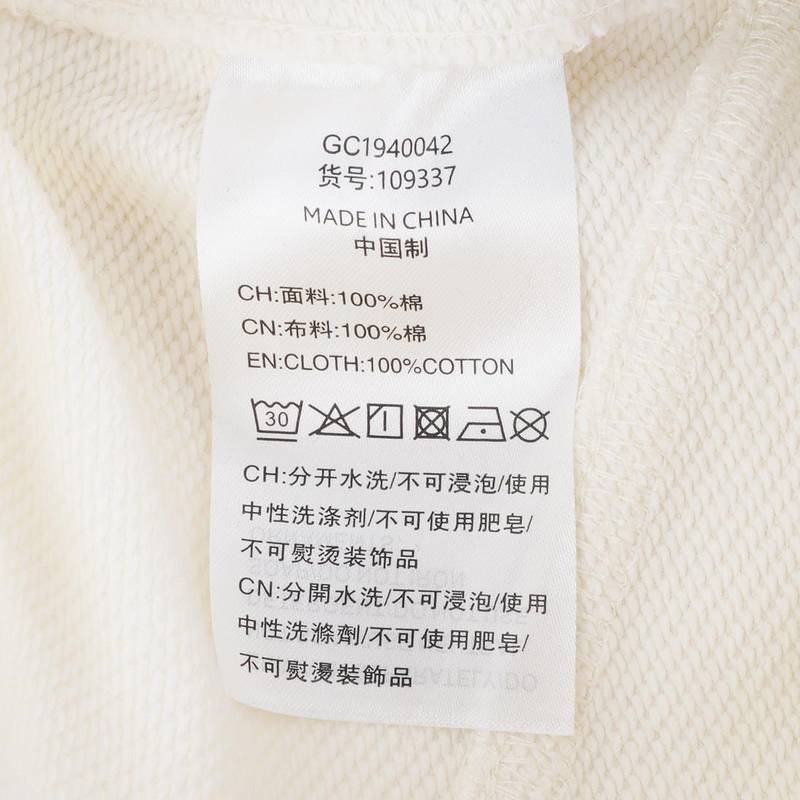 GC1940042
货号:109337
MADE IN CHINA
中国制
CH:面料:100%棉
CN:布料:100%棉
EN:CLOTH:100%COTTON
30
CH:分开水洗/不可浸泡/使用
中性洗涤剂/不可使用肥皂/
不可熨烫装饰品
CN:分開水洗/不可浸泡/使用
中性洗滌劑/不可使用肥皂/
不可熨燙裝飾品